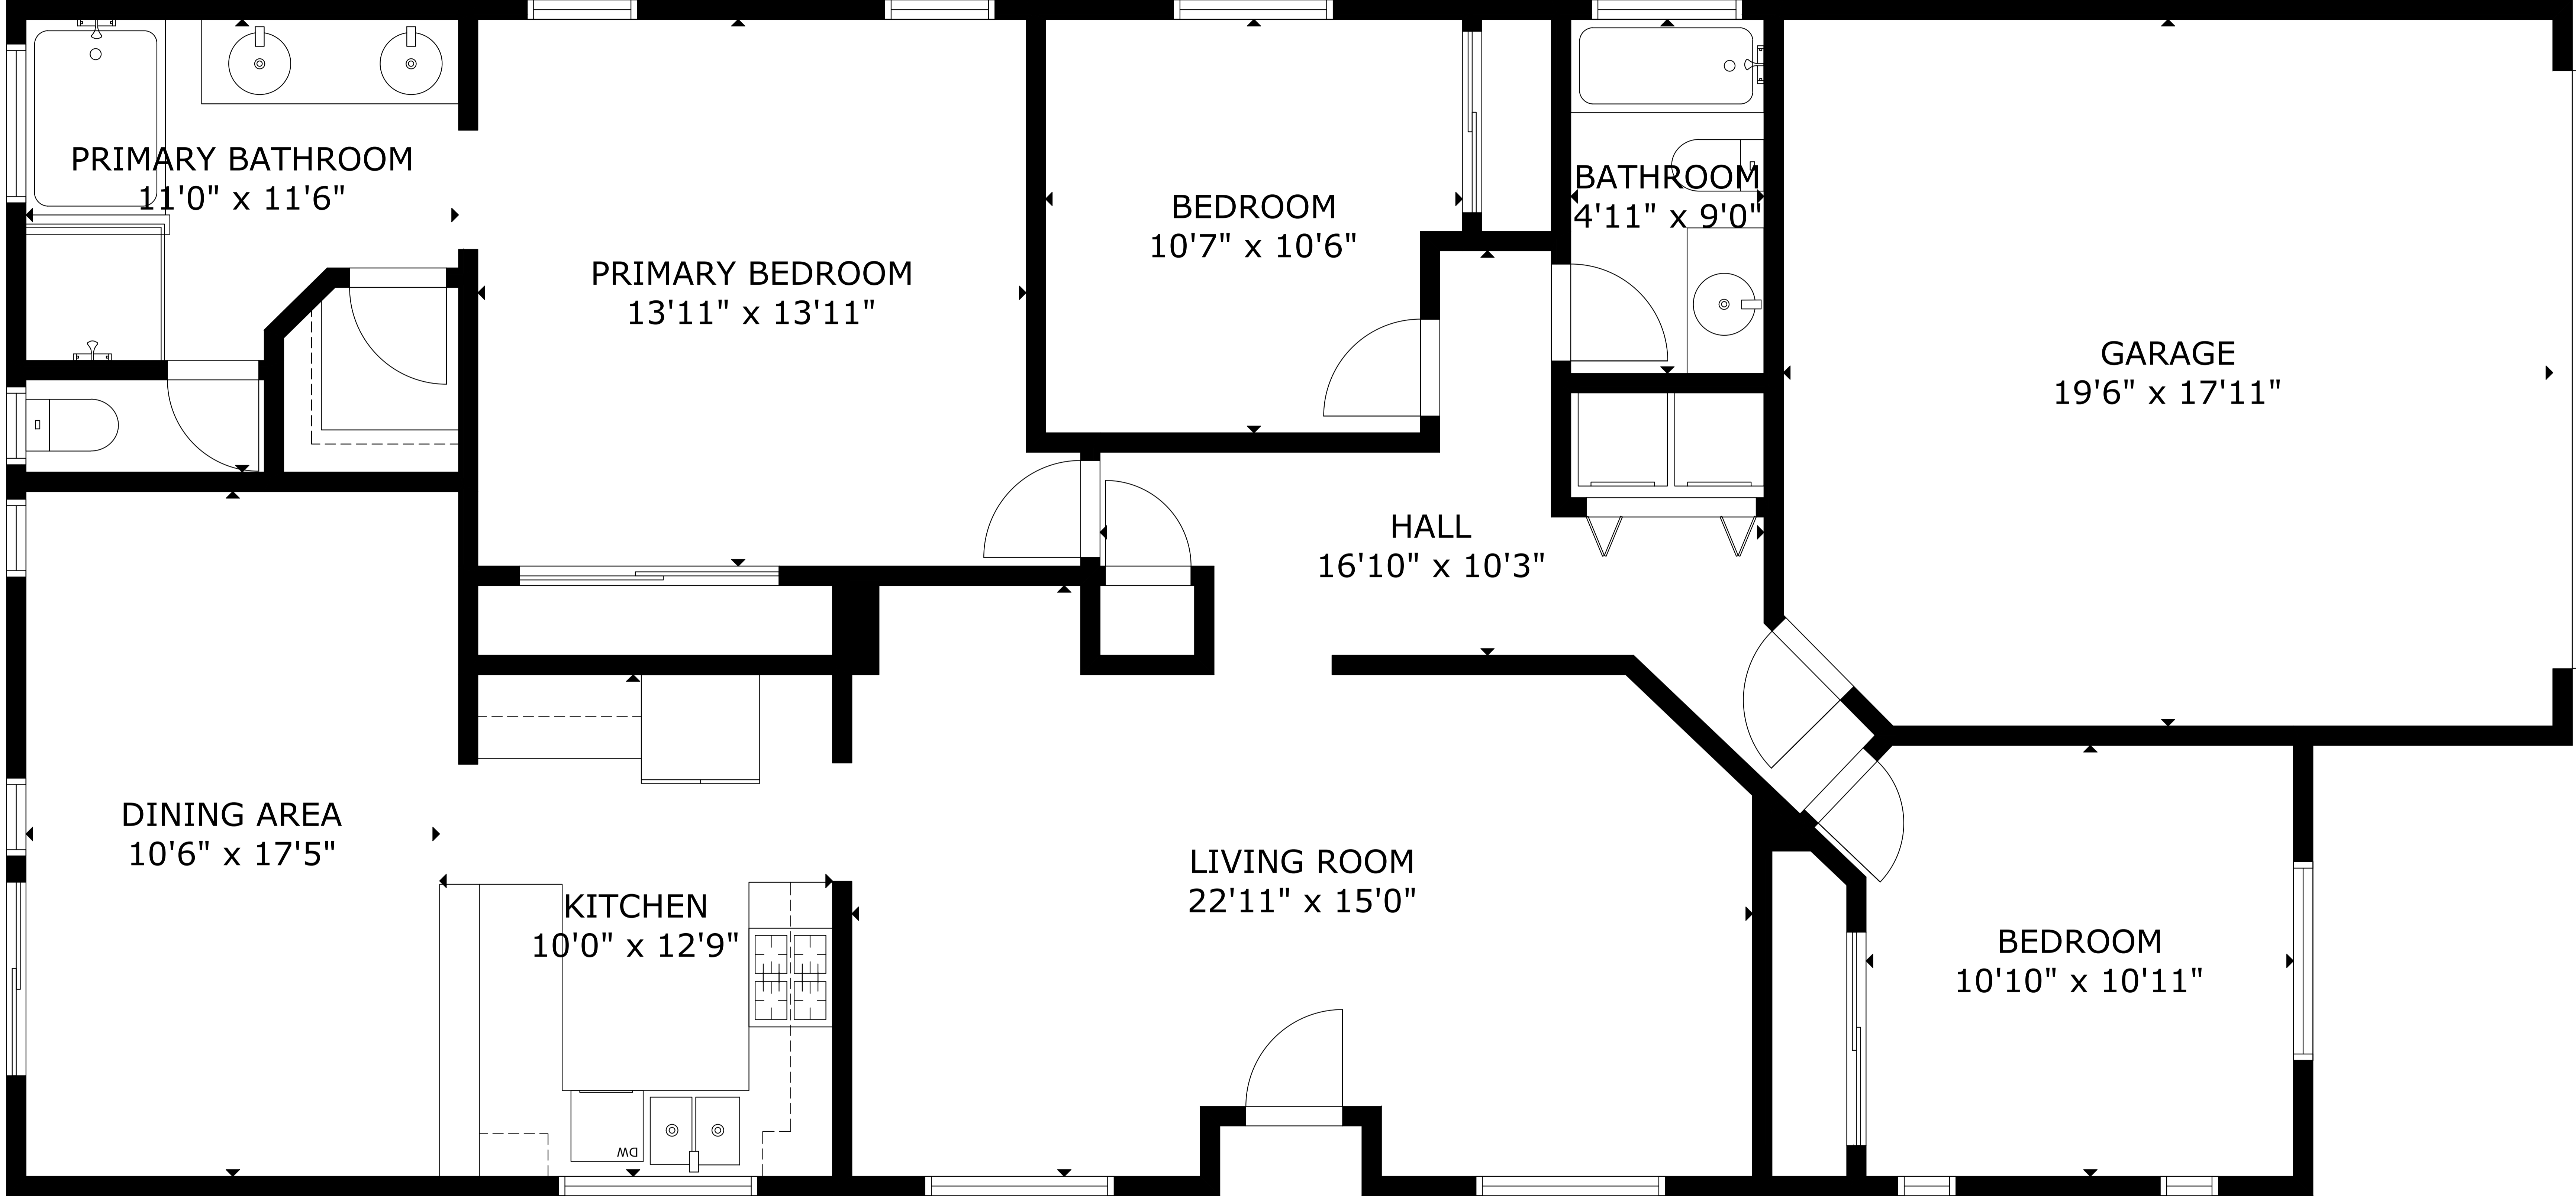 PRIMARY BATHROOM
11'0" x 11'6"
PRIMARY BEDROOM
13'11" x 13'11"
BEDROOM
10'7" x 10'6"
BATHROOM
4'11" x 9'0"
GARAGE
19'6" x 17'11"
HALL
16'10" x 10'3"
DINING AREA
10'6" x 17'5"
KITCHEN
10'0" x 12'9"
LIVING ROOM
22'11" x 15'0"
BEDROOM
10'10" x 10'11"
DW